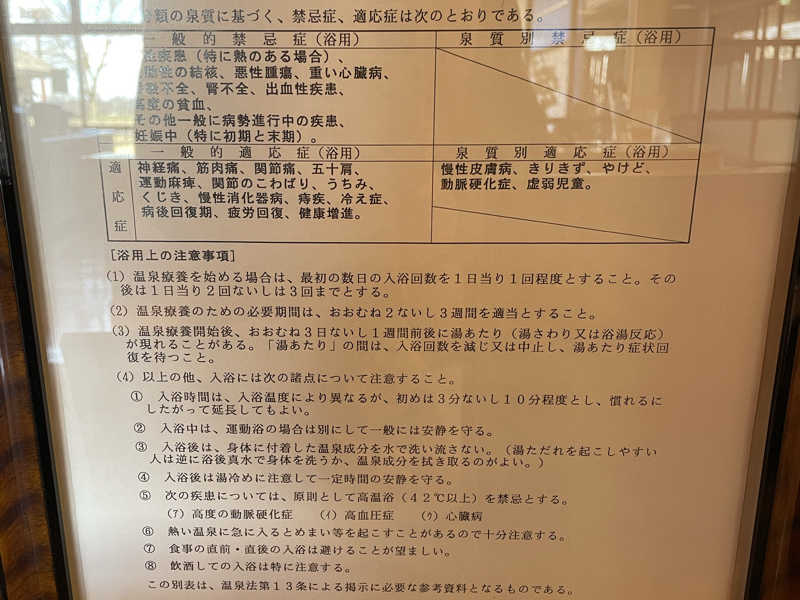 類の泉質に基づく、禁忌症、適応症は次のとおりである。
一般的禁忌症（浴用）
泉質別禁忌症（浴用）
疾患（特に熱のある場合）、
性の結核、悪性腫瘍、重い心臓病、
不全、腎不全、出血性疾患、
高度の貧血、
その他一般に病勢進行中の疾患、
妊娠中（特に初期と末期）。
適応症
一般的適応症（浴用）
泉質別適応症（浴用）
神経痛、筋肉痛、関節痛、五十肩、
運動麻痺、関節のこわばり、うちみ、
くじき、慢性消化器病、痔疾、冷え症、
病後回復期、疲労回復、健康増進。
慢性皮膚病、きりきず、やけど、
動脈硬化症、虚弱児童。
［浴用上の注意事項］
(1) 温泉療養を始める場合は、最初の数日の入浴回数を１日当り１回程度とすること。その
後は１日当り２回ないしは３回までとする。
(2) 温泉療養のための必要期間は、おおむね２ないし３週間を適当とすること。
(3) 温泉療養開始後、おおむね３日ないし１週間前後に湯あたり（湯さわり又は浴湯反応）
が現れることがある。「湯あたり」の間は、入浴回数を減じ又は中止し、湯あたり症状回
復を待つこと。
(4) 以上の他、入浴には次の諸点について注意すること。
① 入浴時間は、入浴温度により異なるが、初めは３分ないし１０分程度とし、慣れるに
したがって延長してもよい。
② 入浴中は、運動浴の場合は別にして一般には安静を守る。
③ 入浴後は、身体に付着した温泉成分を水で洗い流さない。（湯ただれを起こしやすい
人は逆に浴後真水で身体を洗うか、温泉成分を拭き取るのがよい。）
④ 入浴後は湯冷めに注意して一定時間の安静を守る。
⑤ 次の疾患については、原則として高温浴（４２℃以上）を禁忌とする。
(ｱ) 高度の動脈硬化症 (ｲ) 高血圧症 (ｳ) 心臓病
⑥ 熱い温泉に急に入るとめまい等を起こすことがあるので十分注意する。
⑦ 食事の直前・直後の入浴は避けることが望ましい。
⑧ 飲酒しての入浴は特に注意する。
この別表は、温泉法第１３条による掲示に必要な参考資料となるものである。